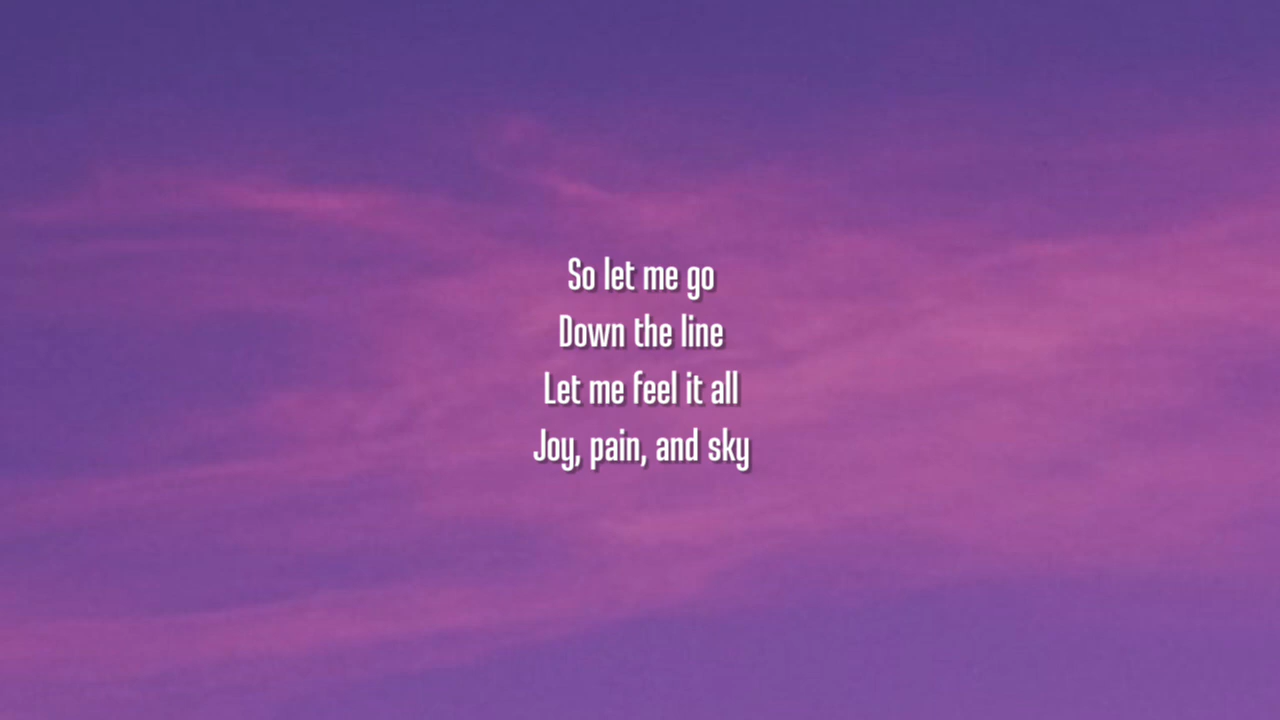 So let me go
Down the line
Let me feel it all
Joy, pain, and sky